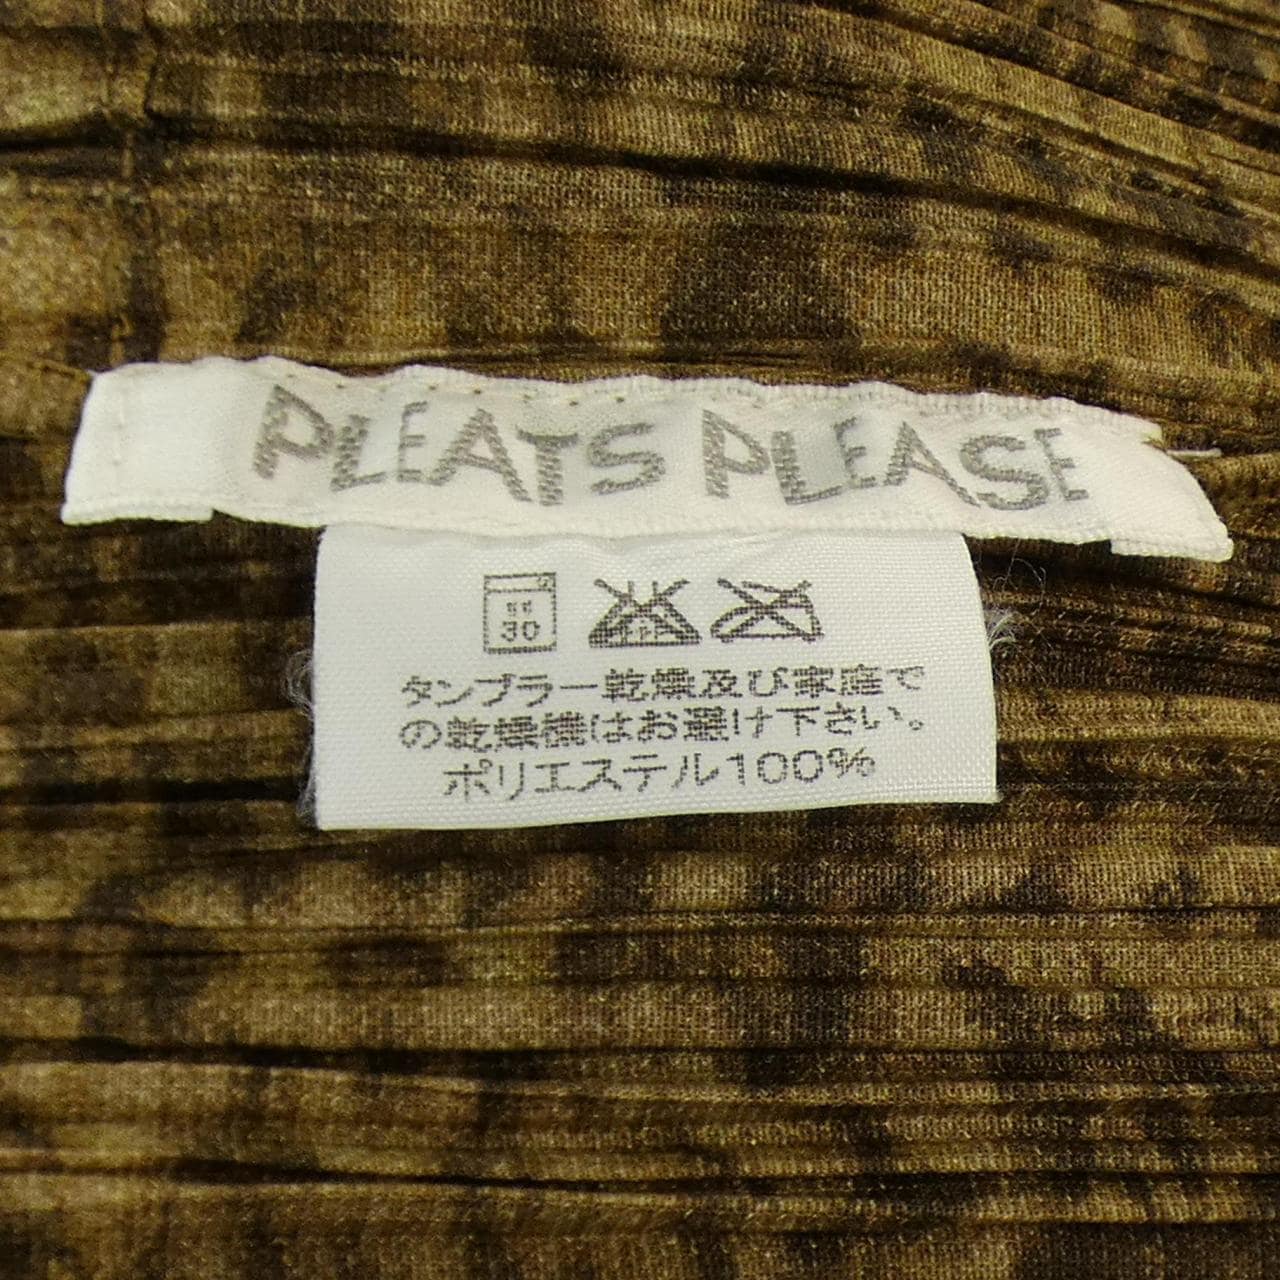 PLEATS PLEASE
30
タンブラー乾燥及び家庭で
の乾燥機はお避け下さい。
ポリエステル100%